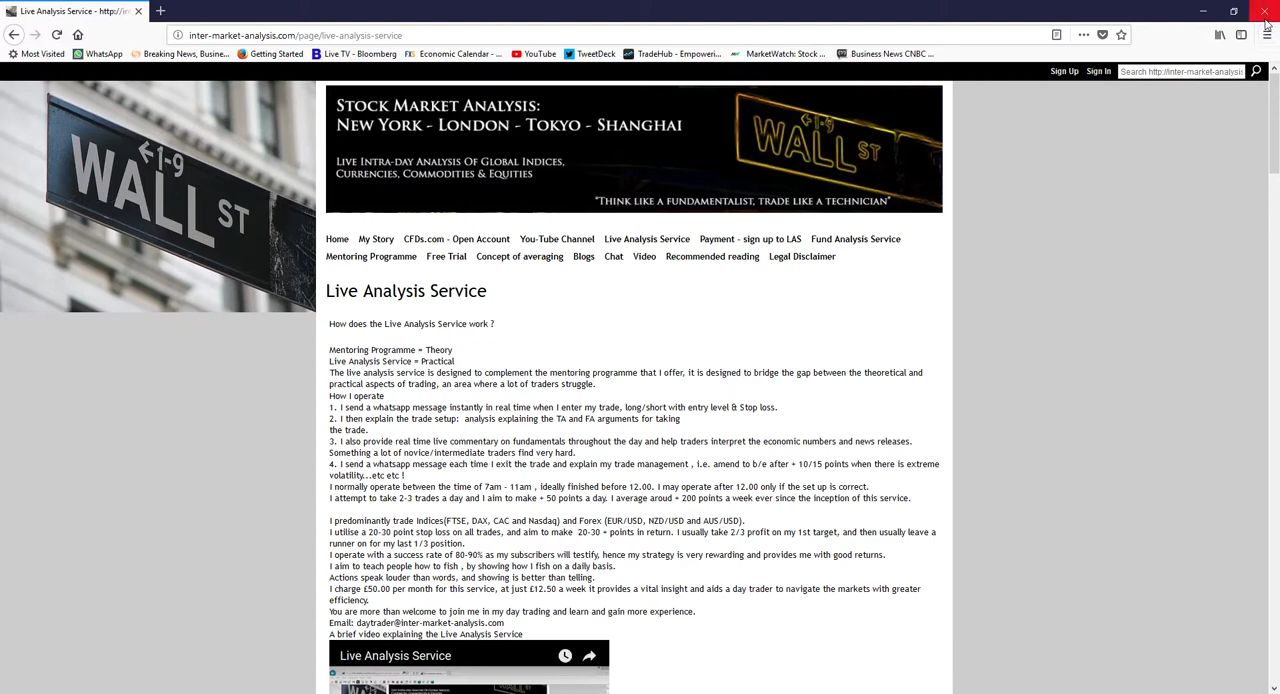 Live Analysis Service - http://in
inter-market-analysis.com/page/live-analysis-service
Most Visited WhatsApp Breaking News, Busine... Getting Started Live TV - Bloomberg Economic Calendar - ... YouTube TweetDeck TradeHub - Empoweri... MarketWatch: Stock ... Business News CNBC ...
Sign Up Sign In Search http://inter-market-analysis
←1-9
WALL ST
STOCK MARKET ANALYSIS:
NEW YORK - LONDON - TOKYO - SHANGHAI
LIVE INTRA-DAY ANALYSIS OF GLOBAL INDICES,
CURRENCIES, COMMODITIES & EQUITIES
←1-9
WALL ST
"THINK LIKE A FUNDAMENTALIST, TRADE LIKE A TECHNICIAN"
Home My Story CFDs.com - Open Account You-Tube Channel Live Analysis Service Payment - sign up to LAS Fund Analysis Service
Mentoring Programme Free Trial Concept of averaging Blogs Chat Video Recommended reading Legal Disclaimer
Live Analysis Service
How does the Live Analysis Service work ?
Mentoring Programme = Theory
Live Analysis Service = Practical
The live analysis service is designed to complement the mentoring programme that I offer, it is designed to bridge the gap between the theoretical and
practical aspects of trading, an area where a lot of traders struggle.
How I operate
1. I send a whatsapp message instantly in real time when I enter my trade, long/short with entry level & Stop loss.
2. I then explain the trade setup: analysis explaining the TA and FA arguments for taking
the trade.
3. I also provide real time live commentary on fundamentals throughout the day and help traders interpret the economic numbers and news releases.
Something a lot of novice/intermediate traders find very hard.
4. I send a whatsapp message each time I exit the trade and explain my trade management , i.e. amend to b/e after + 10/15 points when there is extreme
volatility...etc etc !
I normally operate between the time of 7am - 11am , ideally finished before 12.00. I may operate after 12.00 only if the set up is correct.
I attempt to take 2-3 trades a day and I aim to make + 50 points a day. I average aroud + 200 points a week ever since the inception of this service.
I predominantly trade Indices(FTSE, DAX, CAC and Nasdaq) and Forex (EUR/USD, NZD/USD and AUS/USD).
I utilise a 20-30 point stop loss on all trades, and aim to make  20-30 + points in return. I usually take 2/3 profit on my 1st target, and then usually leave a
runner on for my last 1/3 position.
I operate with a success rate of 80-90% as my subscribers will testify, hence my strategy is very rewarding and provides me with good returns.
I aim to teach people how to fish , by showing how I fish on a daily basis.
Actions speak louder than words, and showing is better than telling.
I charge £50.00 per month for this service, at just £12.50 a week it provides a vital insight and aids a day trader to navigate the markets with greater
efficiency.
You are more than welcome to join me in my day trading and learn and gain more experience.
Email: daytrader@inter-market-analysis.com
A brief video explaining the Live Analysis Service
Live Analysis Service